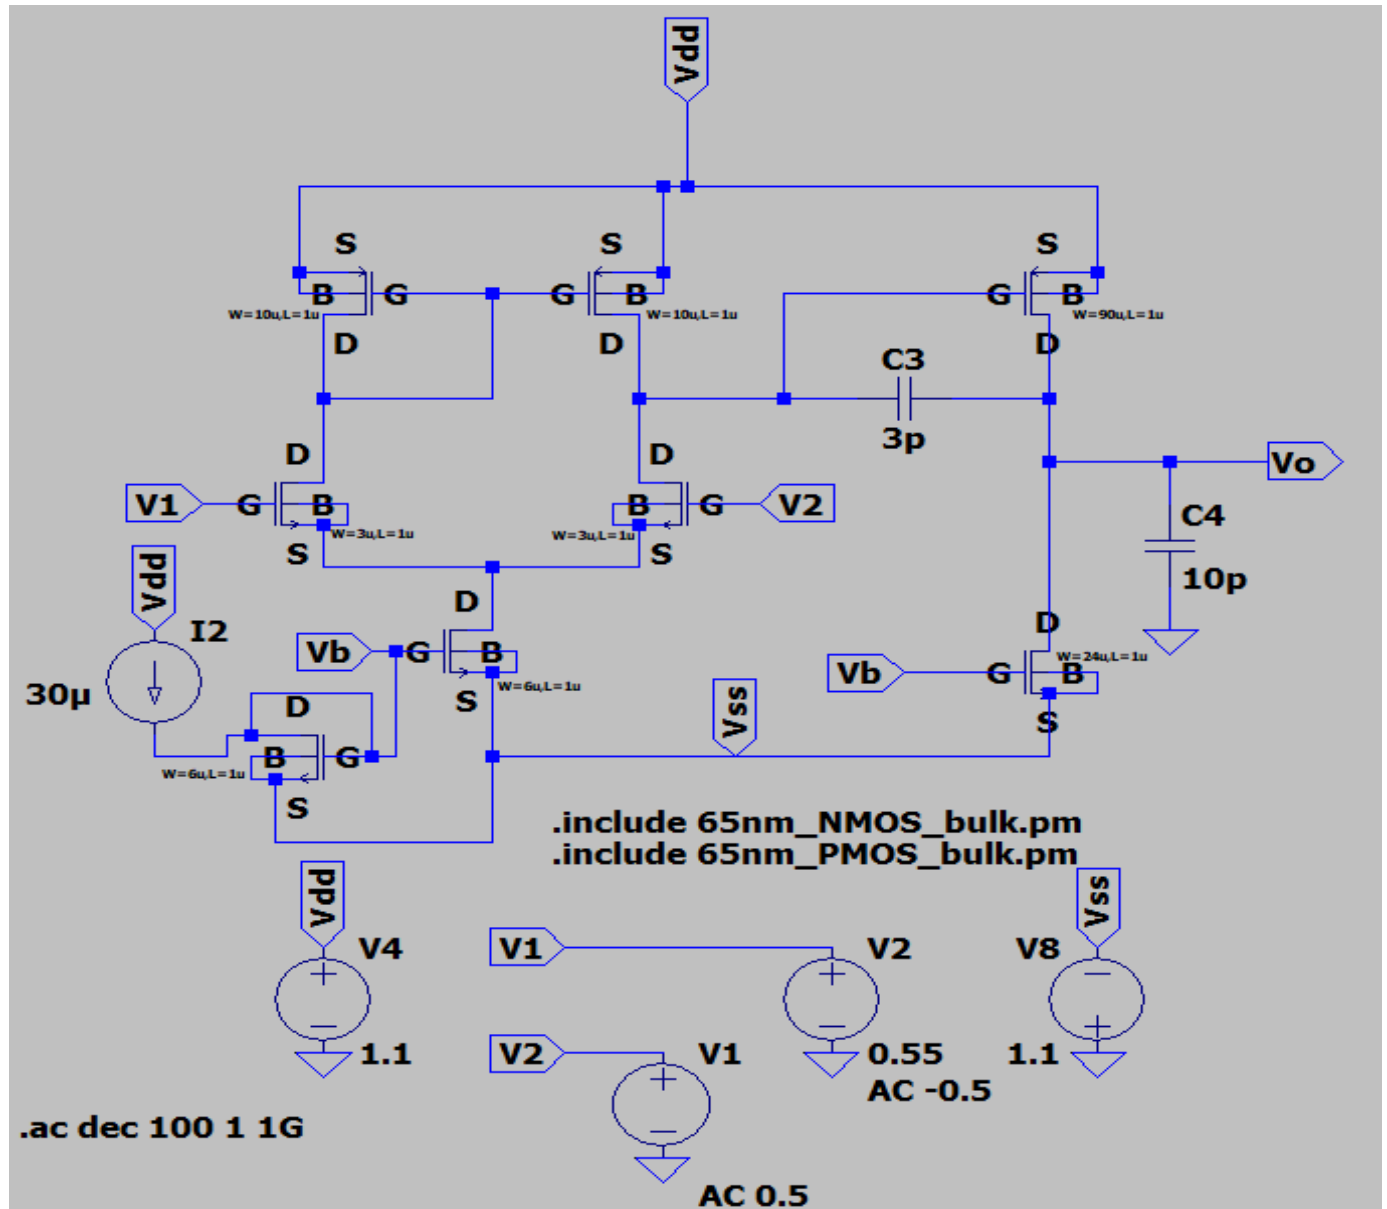 Vdd
S
S
S
B
G
G
B
G
B
W=10u,L=1u
W=10u,L=1u
W=90u,L=1u
D
D
D
C3
3p
D
D
V1
G
B
B
G
V2
W=3u,L=1u
W=3u,L=1u
S
S
Vo
C4
10p
Vdd
I2
30µ
D
Vb
G
B
W=6u,L=1u
S
D
Vb
G
B
W=24u,L=1u
S
D
B
G
W=6u,L=1u
S
Vss
.include 65nm_NMOS_bulk.pm
.include 65nm_PMOS_bulk.pm
Vdd
V4
1.1
V1
V2
0.55
AC -0.5
Vss
V8
1.1
V2
V1
AC 0.5
.ac dec 100 1 1G